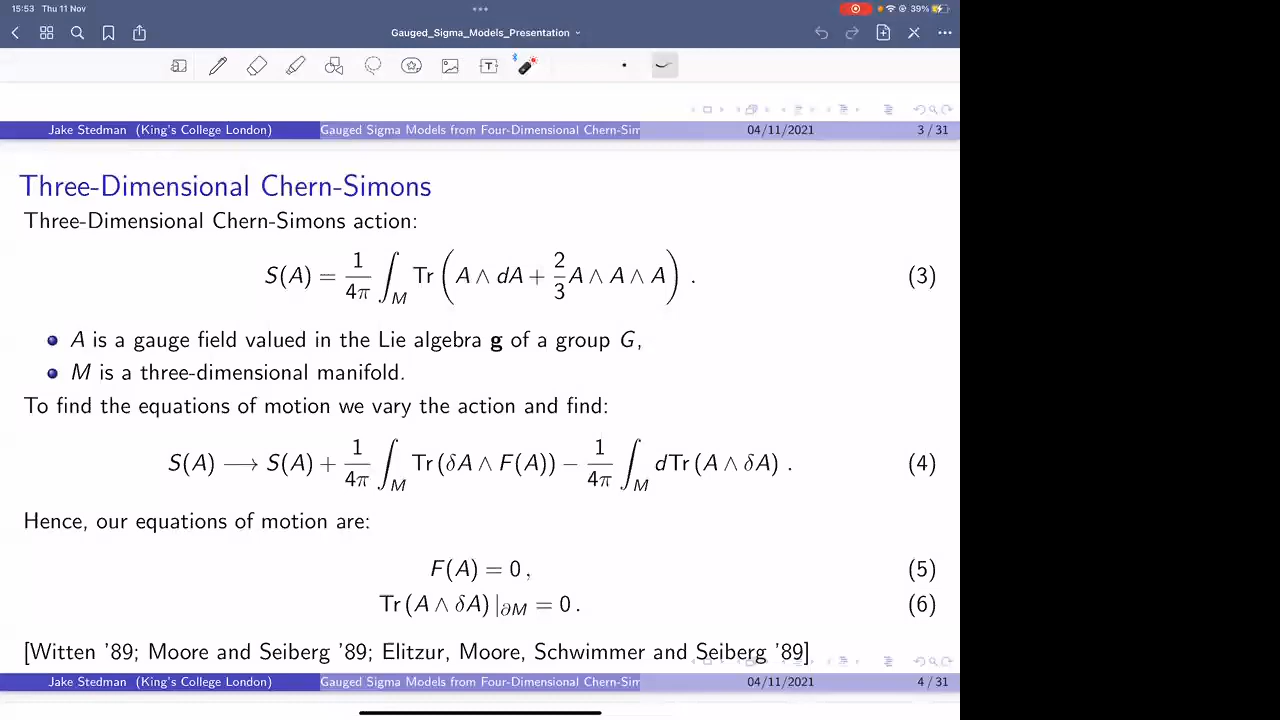 15:53 Thu 11 Nov
39%
Gauged_Sigma_Models_Presentation
T
Jake Stedman (King's College London) Gauged Sigma Models from Four-Dimensional Chern-Sim 04/11/2021 3 / 31
Three-Dimensional Chern-Simons
Three-Dimensional Chern-Simons action:
S(A) = \frac{1}{4π} ∫_M Tr ( A ∧ dA + \frac{2}{3} A ∧ A ∧ A ) . (3)
A is a gauge field valued in the Lie algebra g of a group G,
M is a three-dimensional manifold.
To find the equations of motion we vary the action and find:
S(A) ⟶ S(A) + \frac{1}{4π} ∫_M Tr (δA ∧ F(A)) − \frac{1}{4π} ∫_M dTr (A ∧ δA) . (4)
Hence, our equations of motion are:
F(A) = 0 , (5)
Tr (A ∧ δA) |_{∂M} = 0 . (6)
[Witten '89; Moore and Seiberg '89; Elitzur, Moore, Schwimmer and Seiberg '89]
Jake Stedman (King's College London) Gauged Sigma Models from Four-Dimensional Chern-Sim 04/11/2021 4 / 31